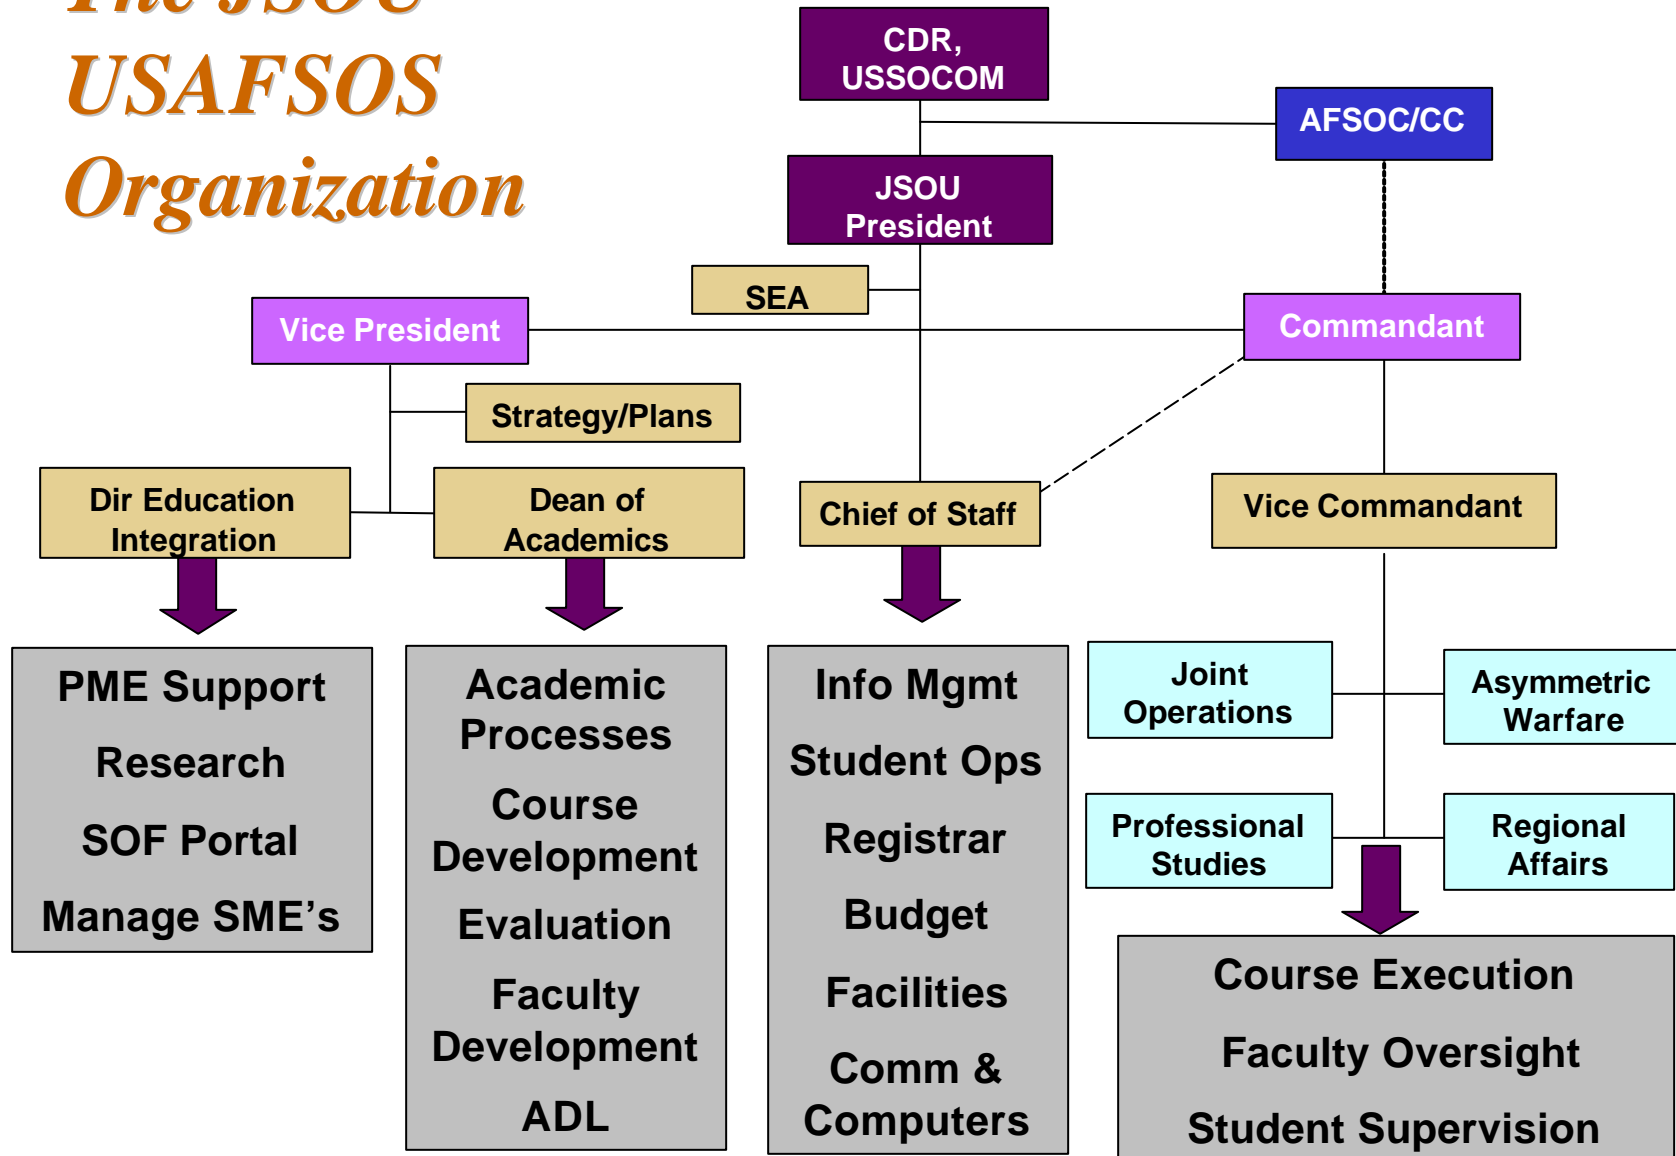 The JSOU
USAFSOS
Organization
CDR,
USSOCOM
AFSOC/CC
JSOU
President
SEA
Vice President
Commandant
Strategy/Plans
Dir Education
Integration
Dean of
Academics
Chief of Staff
Vice Commandant
PME Support
Research
SOF Portal
Manage SME’s
Academic
Processes
Course
Development
Evaluation
Faculty
Development
ADL
Info Mgmt
Student Ops
Registrar
Budget
Facilities
Comm &
Computers
Joint
Operations
Asymmetric
Warfare
Professional
Studies
Regional
Affairs
Course Execution
Faculty Oversight
Student Supervision